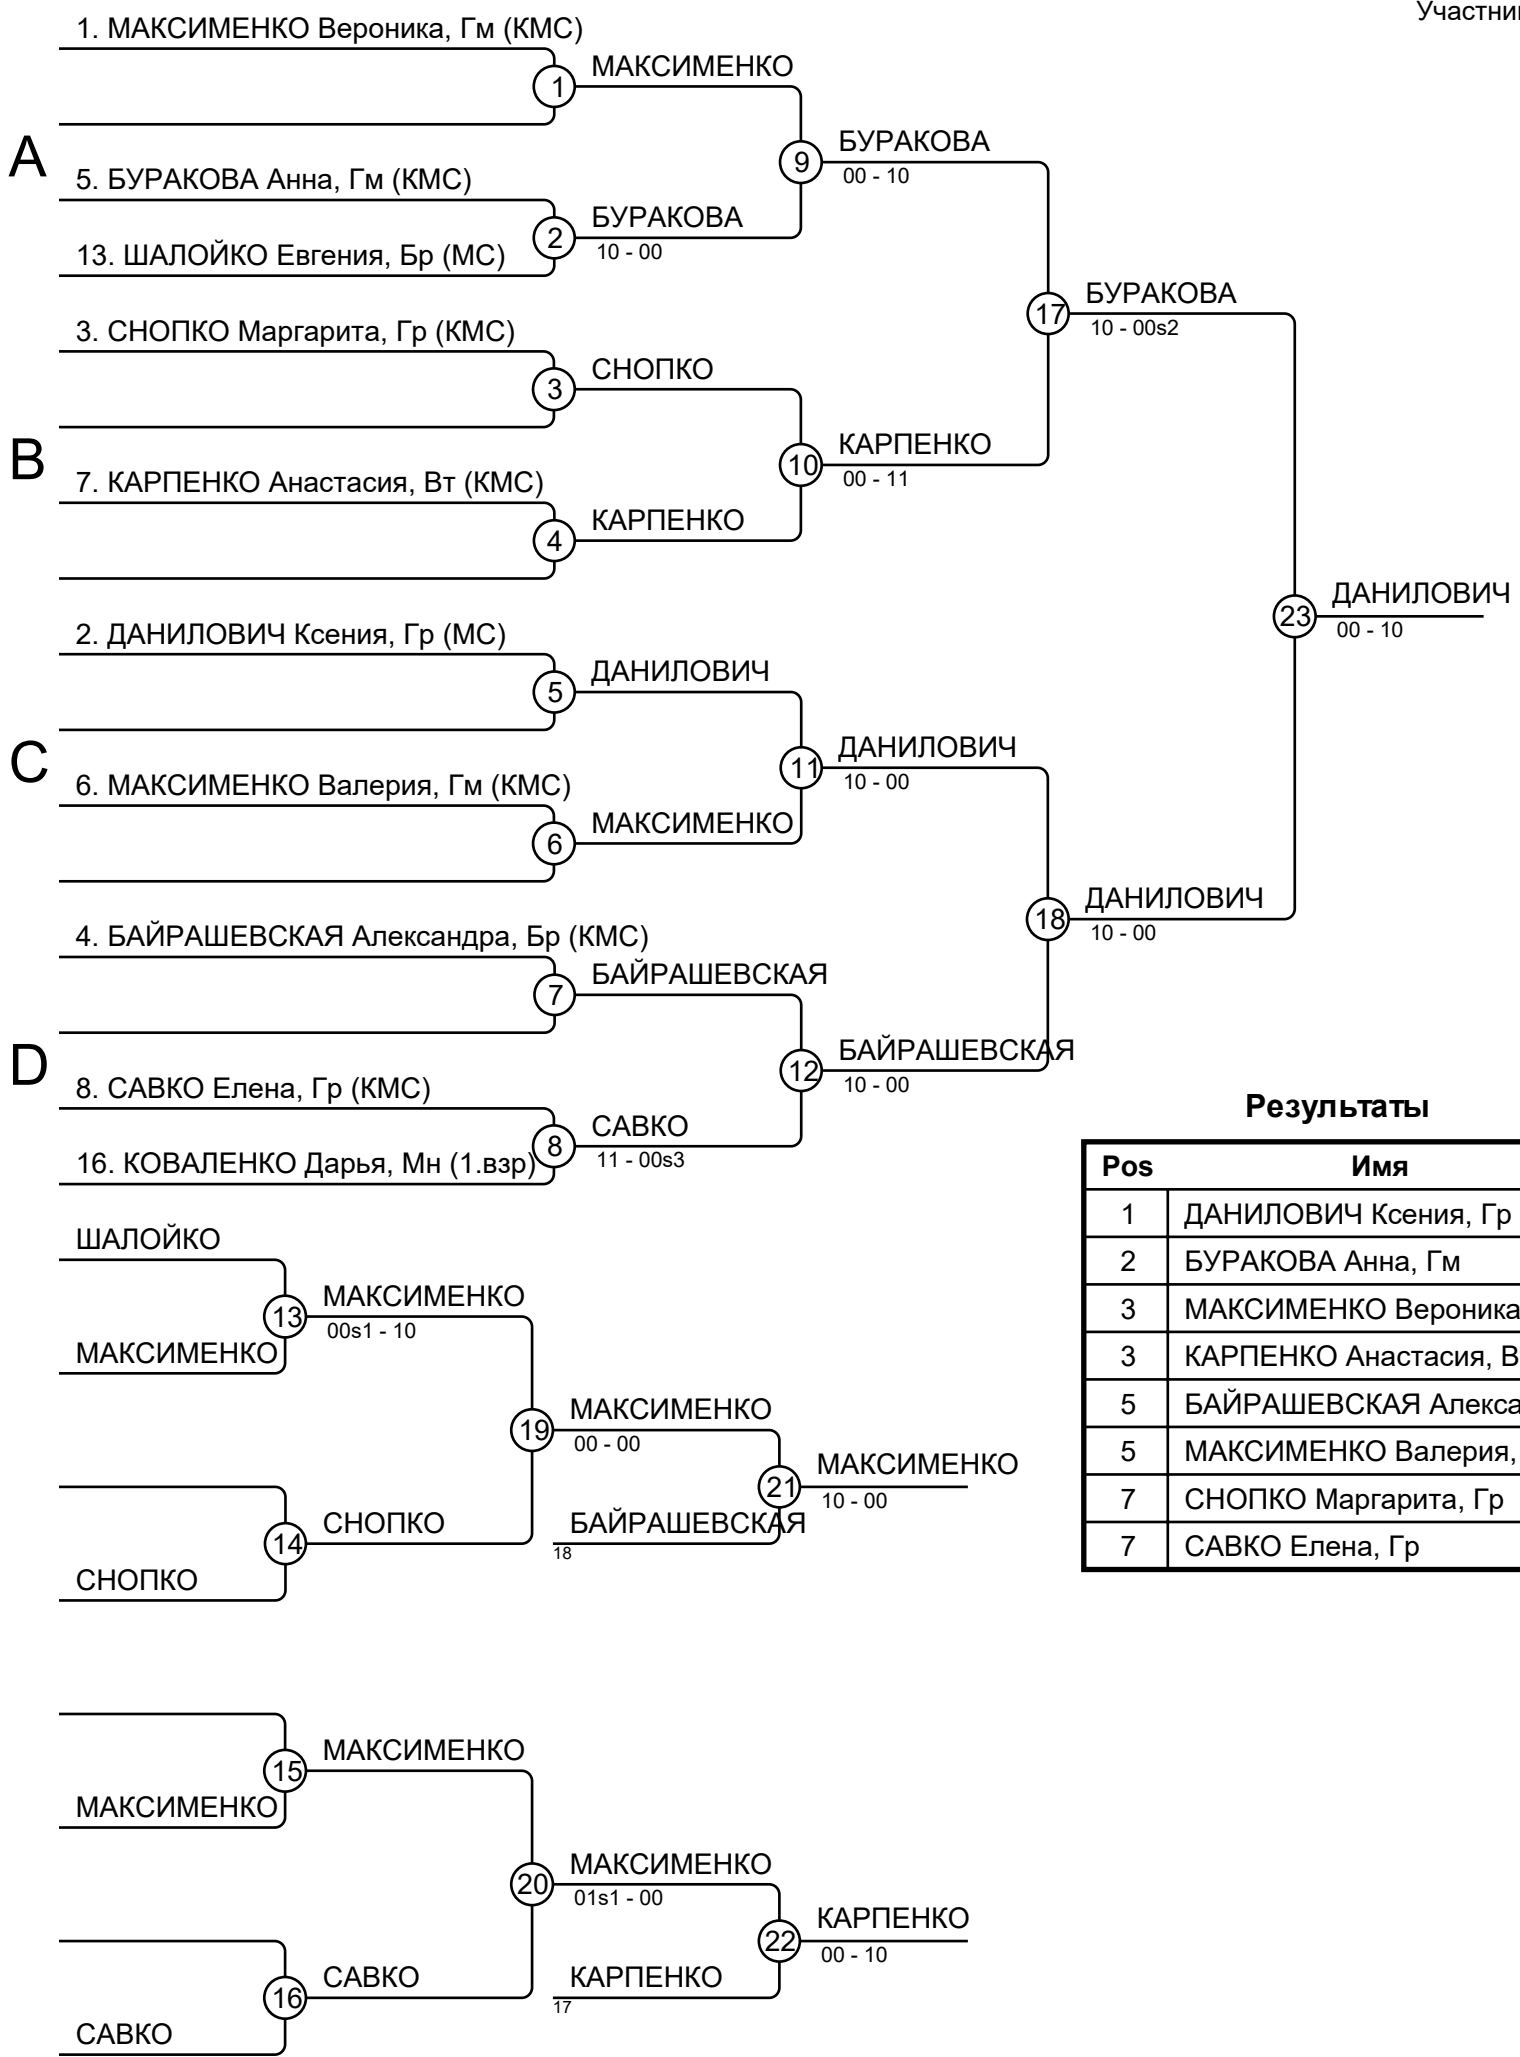 Участни
1. МАКСИМЕНКО Вероника, Гм (КМС)
1
МАКСИМЕНКО
A
5. БУРАКОВА Анна, Гм (КМС)
13. ШАЛОЙКО Евгения, Бр (МС)
2
БУРАКОВА
10 - 00
9
БУРАКОВА
00 - 10
3. СНОПКО Маргарита, Гр (КМС)
3
СНОПКО
B
7. КАРПЕНКО Анастасия, Вт (КМС)
4
КАРПЕНКО
10
КАРПЕНКО
00 - 11
17
БУРАКОВА
10 - 00s2
2. ДАНИЛОВИЧ Ксения, Гр (МС)
5
ДАНИЛОВИЧ
C
6. МАКСИМЕНКО Валерия, Гм (КМС)
6
МАКСИМЕНКО
11
ДАНИЛОВИЧ
10 - 00
4. БАЙРАШЕВСКАЯ Александра, Бр (КМС)
7
БАЙРАШЕВСКАЯ
D
8. САВКО Елена, Гр (КМС)
16. КОВАЛЕНКО Дарья, Мн (1.взр)
8
САВКО
11 - 00s3
12
БАЙРАШЕВСКАЯ
10 - 00
18
ДАНИЛОВИЧ
10 - 00
23
ДАНИЛОВИЧ
00 - 10
ШАЛОЙКО
МАКСИМЕНКО
13
МАКСИМЕНКО
00s1 - 10
СНОПКО
14
СНОПКО
19
МАКСИМЕНКО
00 - 00
БАЙРАШЕВСКАЯ
18
21
МАКСИМЕНКО
10 - 00
МАКСИМЕНКО
15
МАКСИМЕНКО
САВКО
16
САВКО
20
МАКСИМЕНКО
01s1 - 00
КАРПЕНКО
17
22
КАРПЕНКО
00 - 10
Результаты
Pos Имя
1 ДАНИЛОВИЧ Ксения, Гр
2 БУРАКОВА Анна, Гм
3 МАКСИМЕНКО Вероника
3 КАРПЕНКО Анастасия, В
5 БАЙРАШЕВСКАЯ Алекса
5 МАКСИМЕНКО Валерия,
7 СНОПКО Маргарита, Гр
7 САВКО Елена, Гр